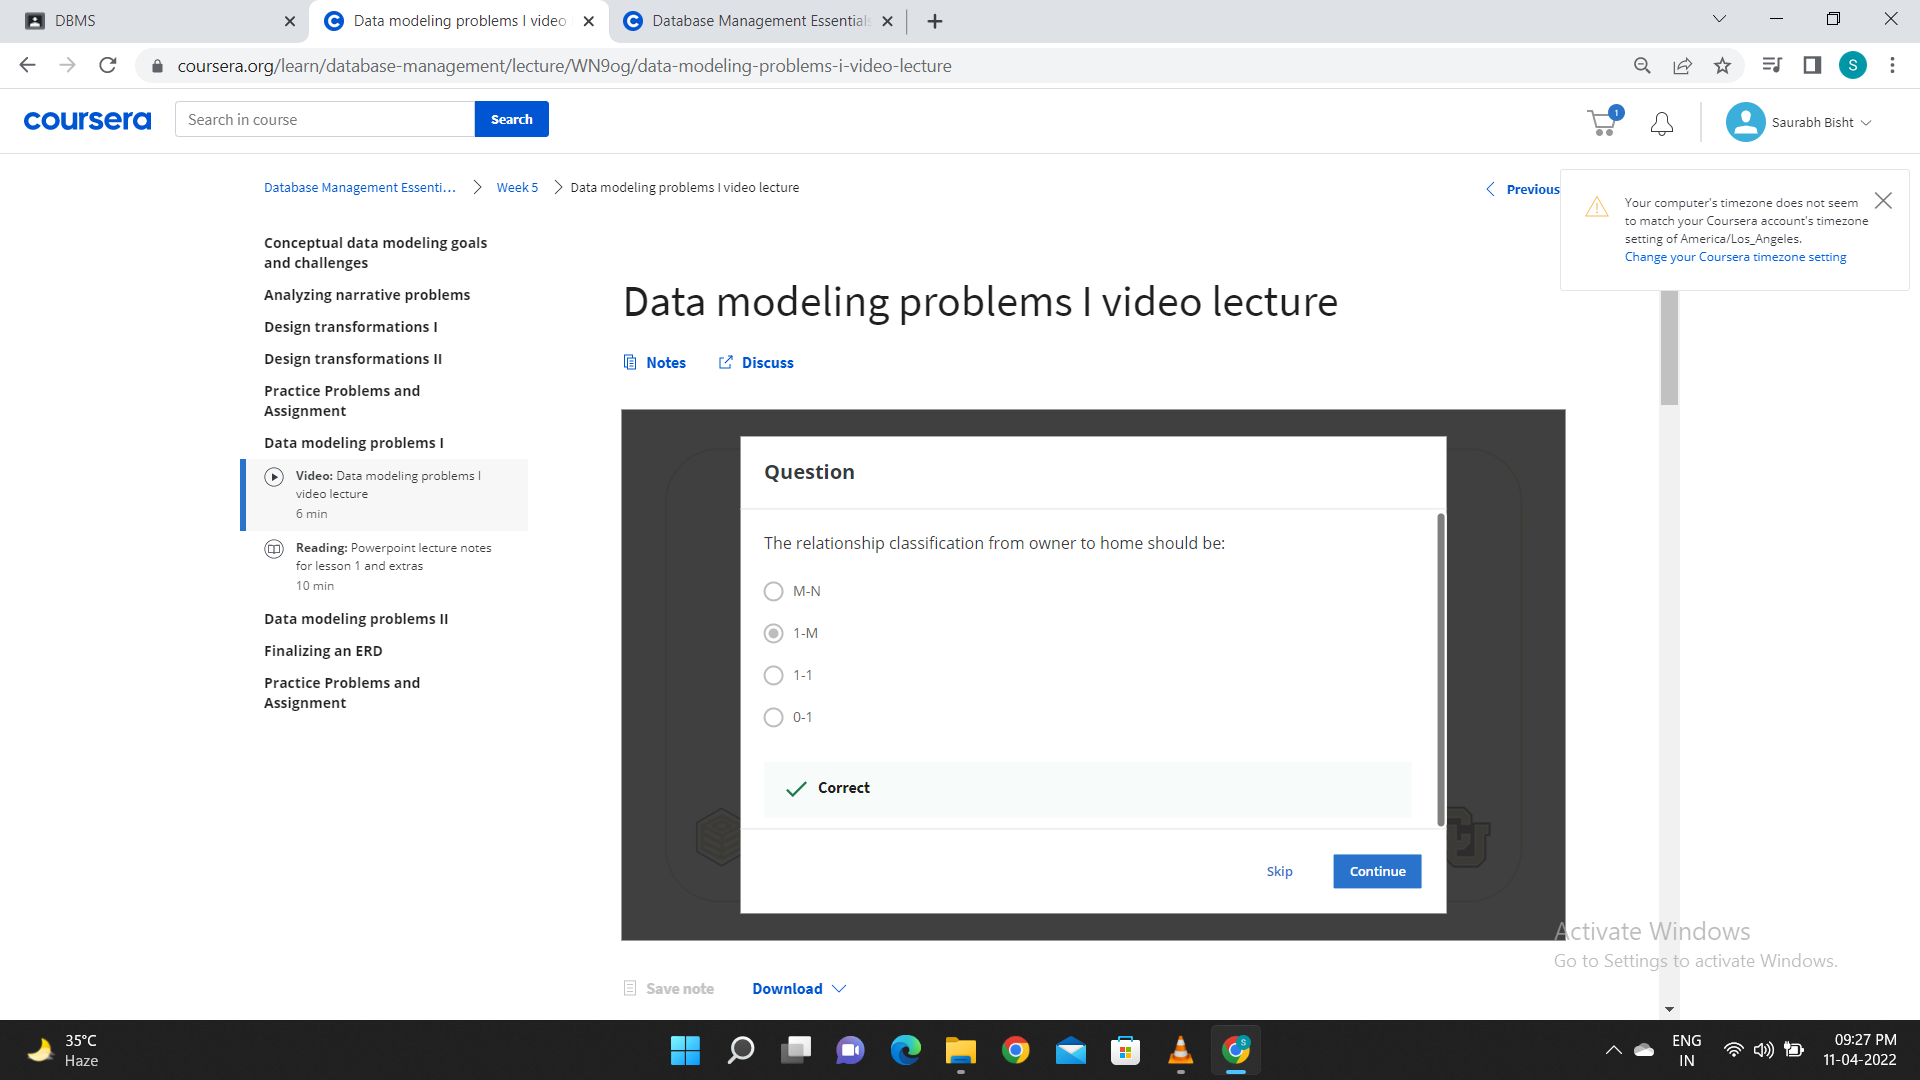 DBMS
Data modeling problems I video
Database Management Essentials
coursera.org/learn/database-management/lecture/WN9og/data-modeling-problems-i-video-lecture
S
coursera
Search in course
Search
1
Saurabh Bisht
Database Management Essenti...
Week 5
Data modeling problems I video lecture
Previous
Your computer's timezone does not seem
to match your Coursera account's timezone
setting of America/Los_Angeles.
Change your Coursera timezone setting
Conceptual data modeling goals
and challenges
Analyzing narrative problems
Design transformations I
Design transformations II
Practice Problems and
Assignment
Data modeling problems I
Video: Data modeling problems I
video lecture
6 min
Reading: Powerpoint lecture notes
for lesson 1 and extras
10 min
Data modeling problems II
Finalizing an ERD
Practice Problems and
Assignment
Data modeling problems I video lecture
Notes
Discuss
Question
The relationship classification from owner to home should be:
M-N
1-M
1-1
0-1
Correct
Skip
Continue
Save note
Download
Activate Windows
Go to Settings to activate Windows.
35°C
Haze
S
ENG
IN
09:27 PM
11-04-2022